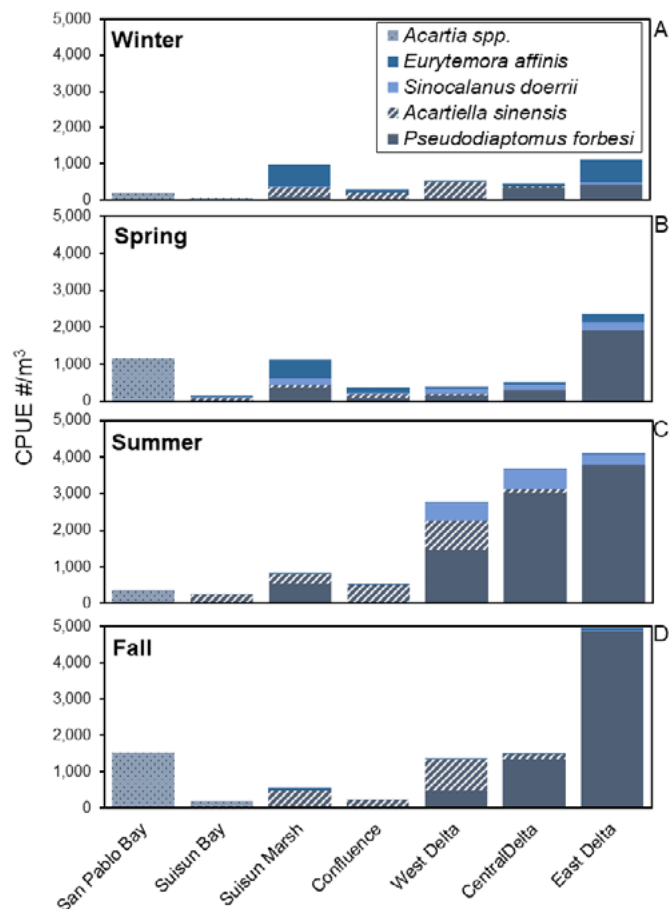 CPUE #/m³
Winter
A
Acartia spp.
Eurytemora affinis
Sinocalanus doerrii
Acartiella sinensis
Pseudodiaptomus forbesi
5,000
4,000
3,000
2,000
1,000
0
Spring
B
5,000
4,000
3,000
2,000
1,000
0
Summer
C
5,000
4,000
3,000
2,000
1,000
0
Fall
D
5,000
4,000
3,000
2,000
1,000
0
San Pablo Bay
Suisun Bay
Suisun Marsh
Confluence
West Delta
CentralDelta
East Delta